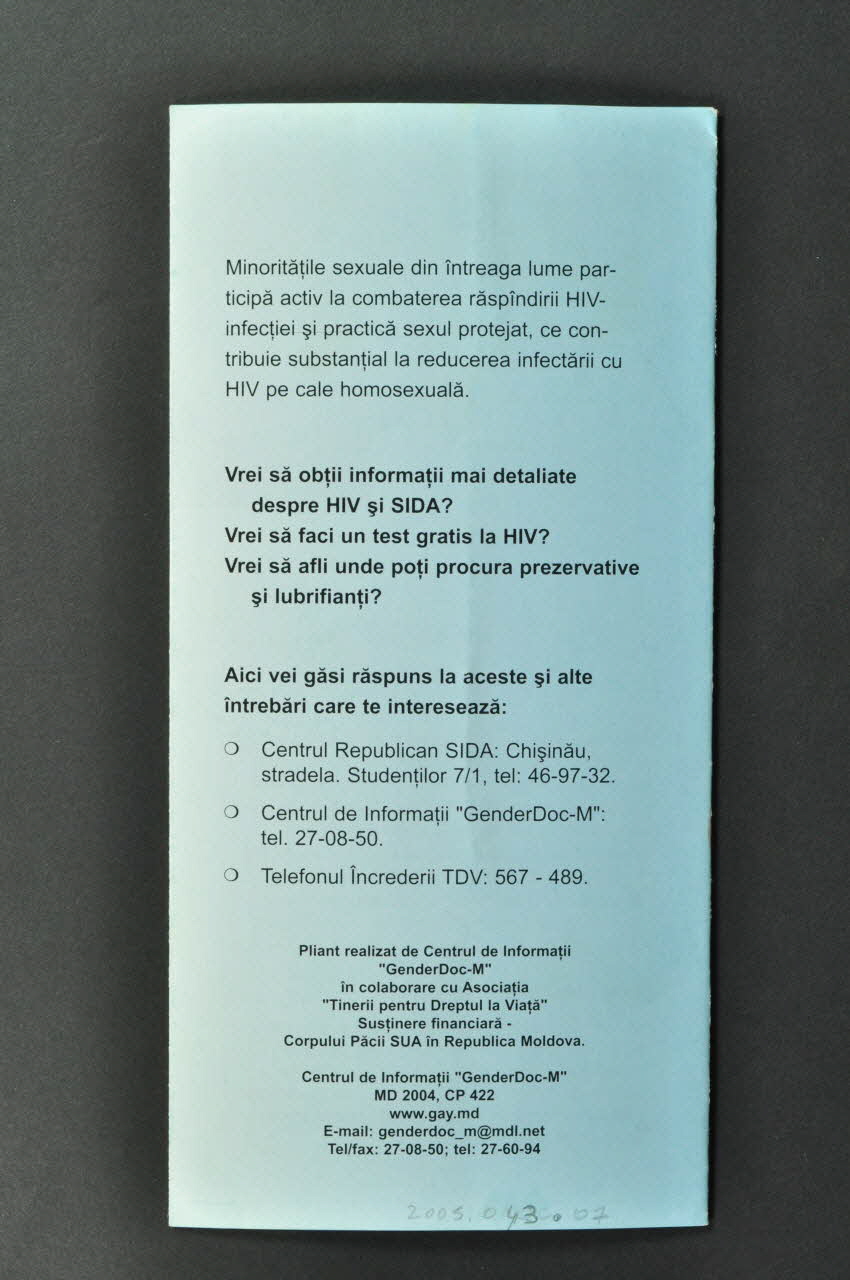 Minoritățile sexuale din întreaga lume par-
ticipă activ la combaterea răspîndirii HIV-
infecției şi practică sexul protejat, ce con-
tribuie substanțial la reducerea infectării cu
HIV pe cale homosexuală.
Vrei să obții informații mai detaliate
despre HIV şi SIDA?
Vrei să faci un test gratis la HIV?
Vrei să afli unde poți procura prezervative
şi lubrifianți?
Aici vei găsi răspuns la aceste şi alte
întrebări care te interesează:
❍ Centrul Republican SIDA: Chişinău,
stradela. Studenților 7/1, tel: 46-97-32.
❍ Centrul de Informații "GenderDoc-M":
tel. 27-08-50.
❍ Telefonul Încrederii TDV: 567 - 489.
Pliant realizat de Centrul de Informații
"GenderDoc-M"
în colaborare cu Asociația
"Tinerii pentru Dreptul la Viață"
Susținere financiară -
Corpului Păcii SUA în Republica Moldova.
Centrul de Informații "GenderDoc-M"
MD 2004, CP 422
www.gay.md
E-mail: genderdoc_m@mdl.net
Tel/fax: 27-08-50; tel: 27-60-94
2005.043.07